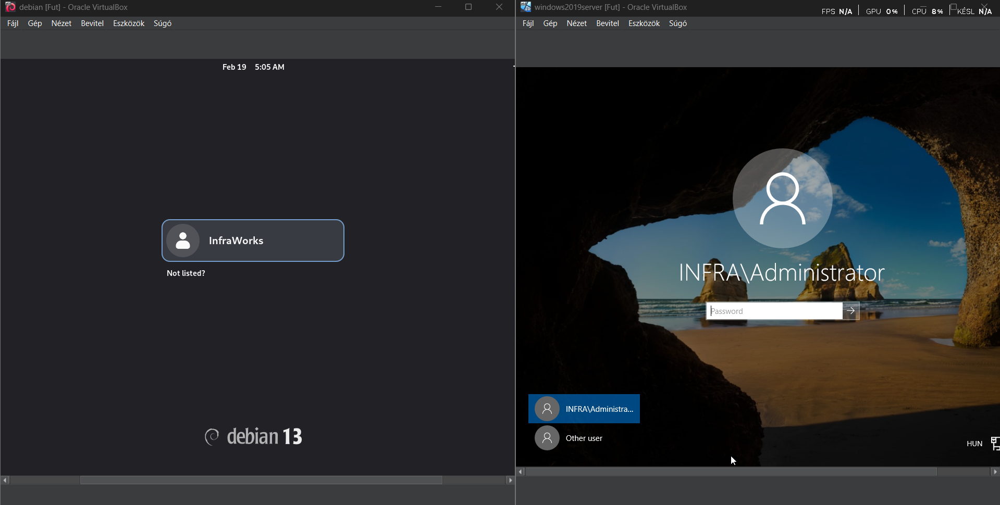 debian [Fut] - Oracle VirtualBox
Fájl Gép Nézet Bevitel Eszközök Súgó
Feb 19 5:05 AM
InfraWorks
Not listed?
debian 13
windows2019server [Fut] - Oracle VirtualBox
FPS N/A GPU 0% CPU 8% KÉSL N/A
Fájl Gép Nézet Bevitel Eszközök Súgó
INFRA\Administrator
Password
INFRA\Administra...
Other user
HUN